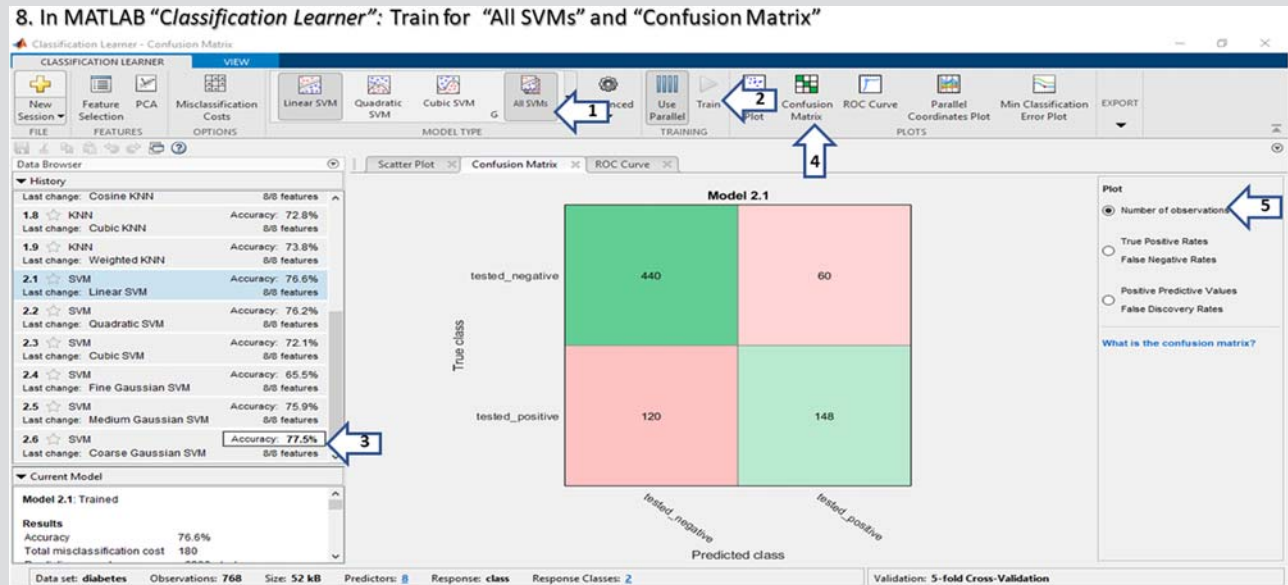 8. In MATLAB "Classification Learner": Train for "All SVMs" and "Confusion Matrix"
Classification Learner - Confusion Matrix
CLASSIFICATION LEARNER VIEW
New Session
Feature Selection
PCA
Misclassification Costs
Linear SVM
Quadratic SVM
Cubic SVM
G
All SVMs
1
nced
Use Parallel
Train
2
Plot
Confusion Matrix
ROC Curve
Parallel Coordinates Plot
Min Classification Error Plot
EXPORT
FILE FEATURES OPTIONS MODEL TYPE TRAINING PLOTS
4
Data Browser
Scatter Plot Confusion Matrix ROC Curve
History
Last change: Cosine KNN 8/8 features
1.8 KNN Accuracy: 72.8%
Last change: Cubic KNN 8/8 features
1.9 KNN Accuracy: 73.8%
Last change: Weighted KNN 8/8 features
2.1 SVM Accuracy: 76.6%
Last change: Linear SVM 8/8 features
2.2 SVM Accuracy: 76.2%
Last change: Quadratic SVM 8/8 features
2.3 SVM Accuracy: 72.1%
Last change: Cubic SVM 8/8 features
2.4 SVM Accuracy: 65.5%
Last change: Fine Gaussian SVM 8/8 features
2.5 SVM Accuracy: 75.9%
Last change: Medium Gaussian SVM 8/8 features
2.6 SVM Accuracy: 77.5%
Last change: Coarse Gaussian SVM 8/8 features
3
Current Model
Model 2.1: Trained
Results
Accuracy 76.6%
Total misclassification cost 180
Model 2.1
True class
tested_negative 440 60
tested_positive 120 148
tested_negative tested_positive
Predicted class
Plot
Number of observations
5
True Positive Rates
False Negative Rates
Positive Predictive Values
False Discovery Rates
What is the confusion matrix?
Data set: diabetes Observations: 768 Size: 52 kB Predictors: 8 Response: class Response Classes: 2 Validation: 5-fold Cross-Validation